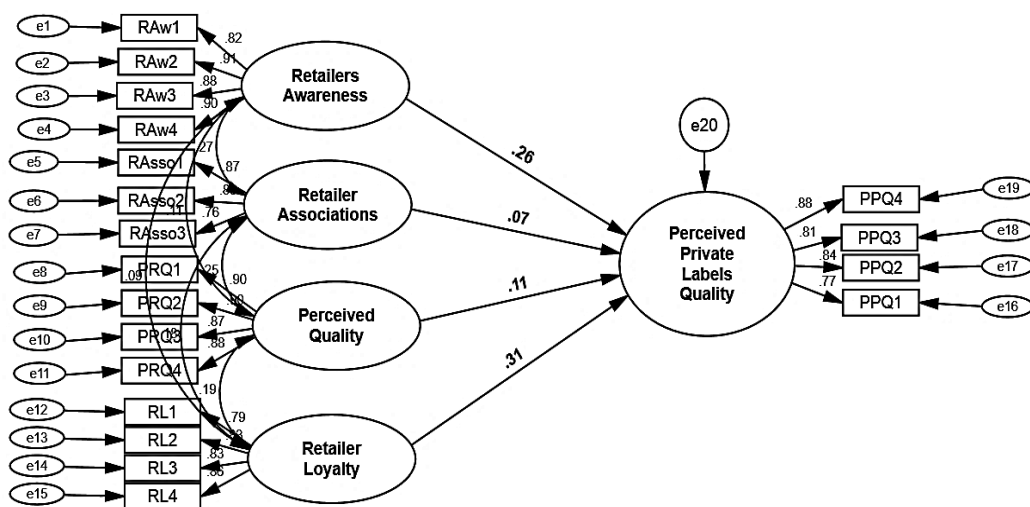 e1 RAw1
.82
e2 RAw2
.91
e3 RAw3
.88
e4 RAw4
.90
e5 RAsso1
.87
e6 RAsso2
e7 RAsso3
.76
e8 PRQ1
.90
e9 PRQ2
e10 PRQ3
.87
e11 PRQ4
.88
e12 RL1
.79
e13 RL2
e14 RL3
.83
e15 RL4
Retailers
Awareness
Retailer
Associations
Perceived
Quality
Retailer
Loyalty
.27
.11
.09
.25
.19
.26
.07
.11
.31
e20
Perceived
Private
Labels
Quality
.88
PPQ4 e19
.81
PPQ3 e18
.84
PPQ2 e17
.77
PPQ1 e16